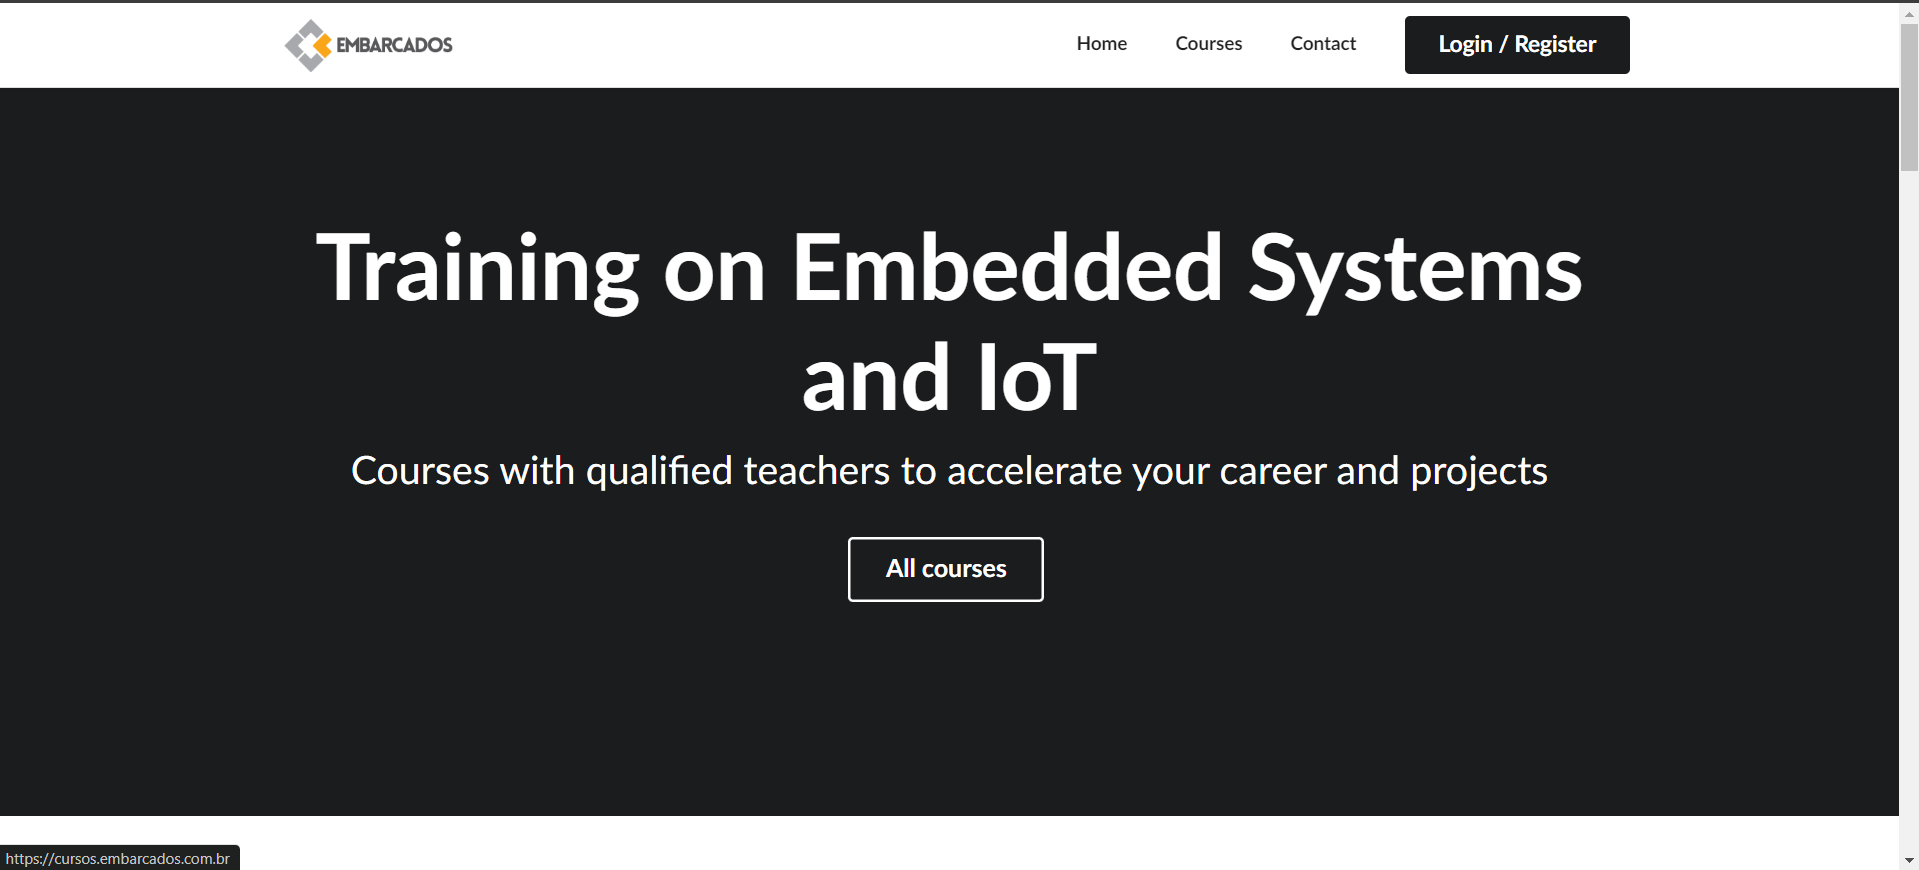 EMBARCADOS
Home
Courses
Contact
Login / Register
Training on Embedded Systems
and IoT
Courses with qualified teachers to accelerate your career and projects
All courses
https://cursos.embarcados.com.br